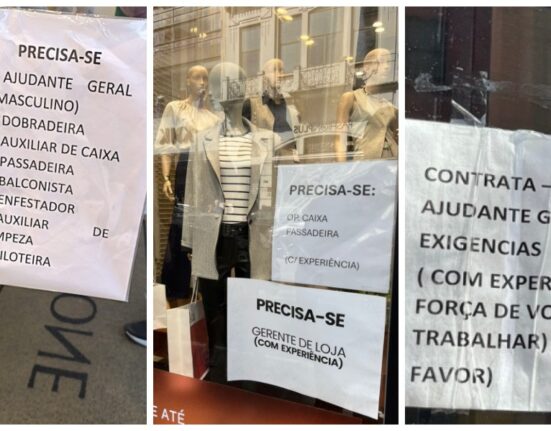 PRECISA-SE
AJUDANTE GERAL
MASCULINO)
DOBRADEIRA
AUXILIAR DE CAIXA
PASSADEIRA
BALCONISTA
ENFESTADOR
AUXILIAR DE
MPEZA
ILOTEIRA
ONE
PRECISA-SE:
OP. CAIXA
PASSADEIRA
(C/ EXPERIÊNCIA)
PRECISA-SE
GERENTE DE LOJA
(COM EXPERIÊNCIA)
E ATÉ
CONTRATA –
AJUDANTE G
EXIGENCIAS
( COM EXPER
FORÇA DE VO
TRABALHAR)
FAVOR)